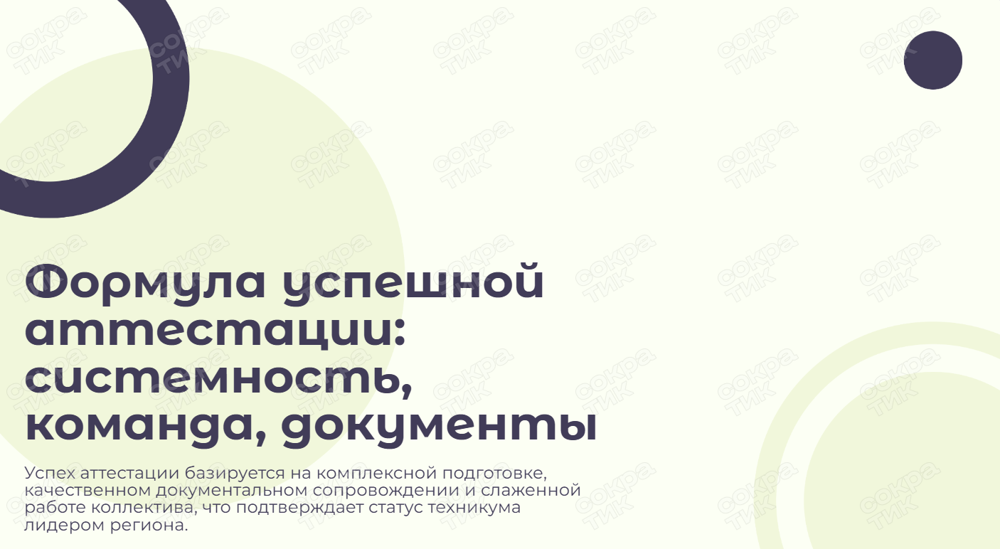 Формула успешной
аттестации:
системность,
команда, документы
Успех аттестации базируется на комплексной подготовке,
качественном документальном сопровождении и слаженной
работе коллектива, что подтверждает статус техникума
лидером региона.
сократик